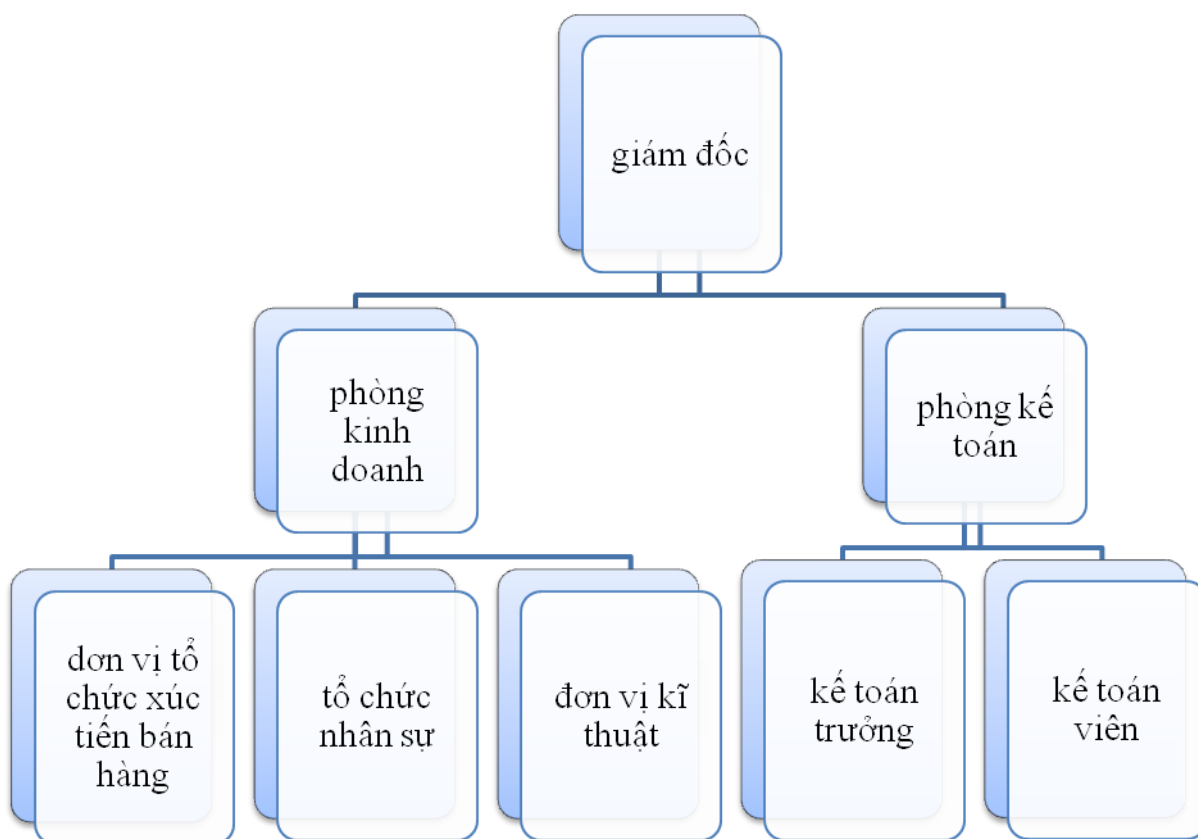 giám đốc
phòng
kinh
doanh
phòng kế
toán
dơn vị tổ
chức xúc
tiến bán
hàng
tổ chức
nhân sự
đơn vị kĩ
thuật
kế toán
trưởng
kế toán
viên